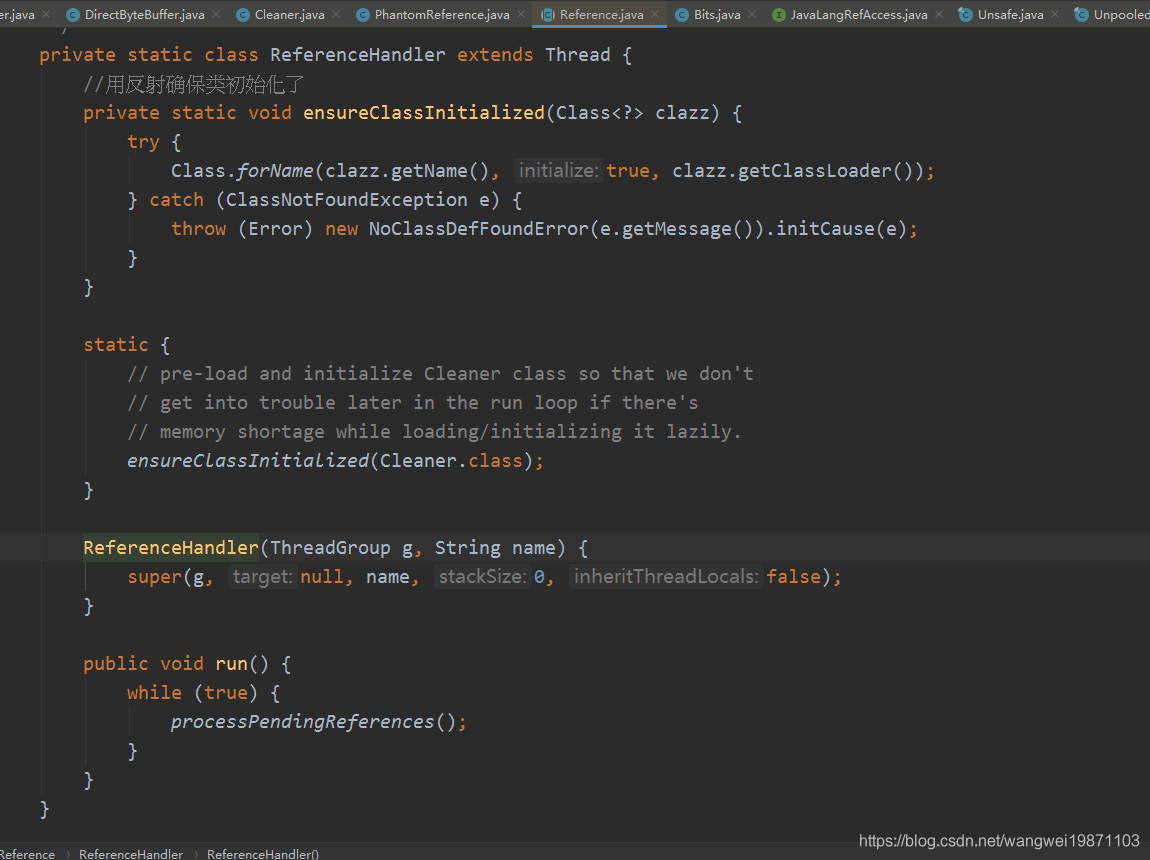 er.java DirectByteBuffer.java Cleaner.java PhantomReference.java Reference.java Bits.java JavaLangRefAccess.java Unsafe.java Unpooled
private static class ReferenceHandler extends Thread {
//用反射确保类初始化了
private static void ensureClassInitialized(Class<?> clazz) {
try {
Class.forName(clazz.getName(), initialize: true, clazz.getClassLoader());
} catch (ClassNotFoundException e) {
throw (Error) new NoClassDefFoundError(e.getMessage()).initCause(e);
}
}
static {
// pre-load and initialize Cleaner class so that we don't
// get into trouble later in the run loop if there's
// memory shortage while loading/initializing it lazily.
ensureClassInitialized(Cleaner.class);
}
ReferenceHandler(ThreadGroup g, String name) {
super(g, target: null, name, stackSize: 0, inheritThreadLocals: false);
}
public void run() {
while (true) {
processPendingReferences();
}
}
}
https://blog.csdn.net/wangwei19871103
Reference › ReferenceHandler › ReferenceHandler()